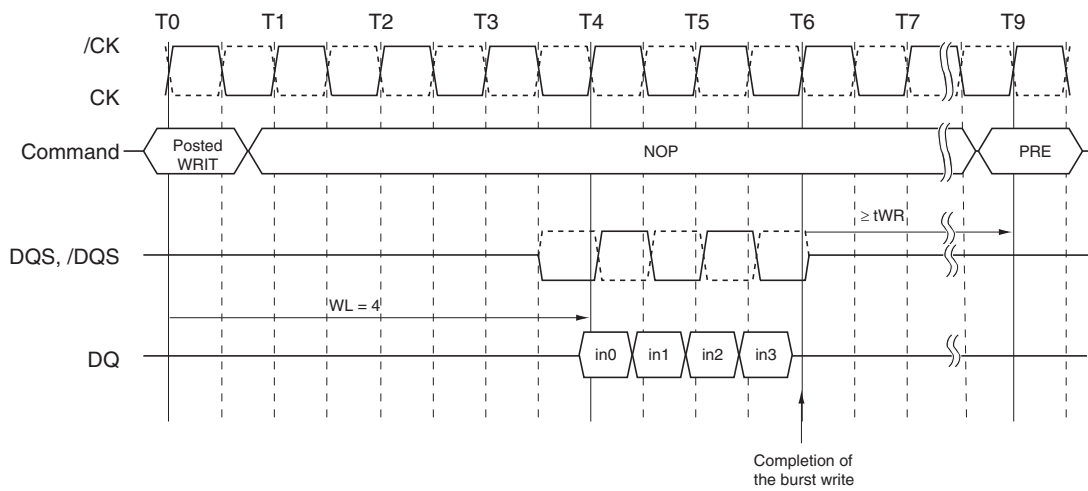 T0 T1 T2 T3 T4 T5 T6 T7 T9
/CK
CK
Command
Posted
WRIT
NOP
PRE
≥ tWR
DQS, /DQS
WL = 4
DQ
in0 in1 in2 in3
Completion of
the burst write